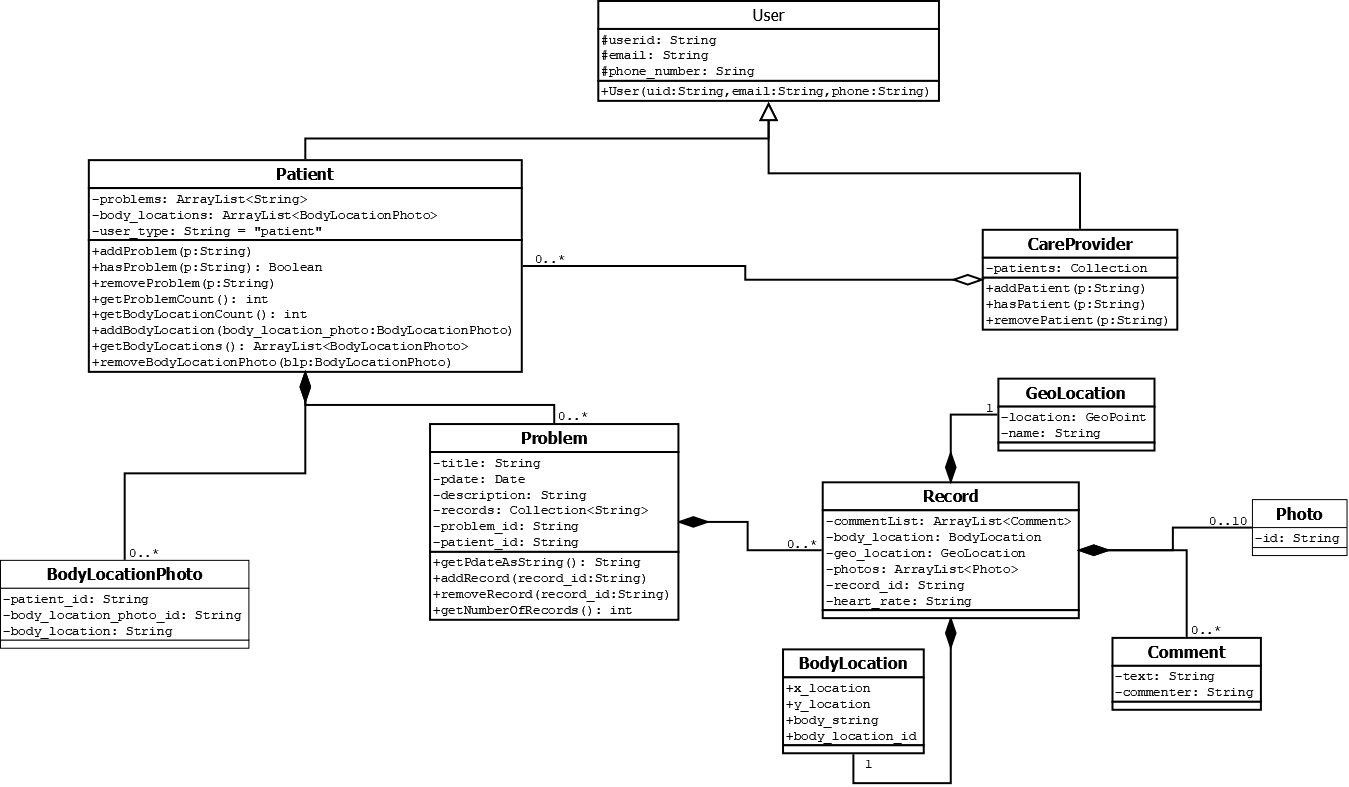 User
#userid: String
#email: String
#phone_number: Sring
+User(uid:String,email:String,phone:String)
Patient
-problems: ArrayList<String>
-body_locations: ArrayList<BodyLocationPhoto>
-user_type: String = "patient"
+addProblem(p:String)
+hasProblem(p:String): Boolean
+removeProblem(p:String)
+getProblemCount(): int
+getBodyLocationCount(): int
+addBodyLocation(body_location_photo:BodyLocationPhoto)
+getBodyLocations(): ArrayList<BodyLocationPhoto>
+removeBodyLocationPhoto(blp:BodyLocationPhoto)
0..*
CareProvider
-patients: Collection
+addPatient(p:String)
+hasPatient(p:String)
+removePatient(p:String)
0..*
Problem
-title: String
-pdate: Date
-description: String
-records: Collection<String>
-problem_id: String
-patient_id: String
+getPdateAsString(): String
+addRecord(record_id:String)
+removeRecord(record_id:String)
+getNumberOfRecords(): int
0..*
1
GeoLocation
-location: GeoPoint
-name: String
Record
-commentList: ArrayList<Comment>
-body_location: BodyLocation
-geo_location: GeoLocation
-photos: ArrayList<Photo>
-record_id: String
-heart_rate: String
0..10
Photo
-id: String
0..*
BodyLocationPhoto
-patient_id: String
-body_location_photo_id: String
-body_location: String
0..*
Comment
-text: String
-commenter: String
BodyLocation
+x_location
+y_location
+body_string
+body_location_id
1